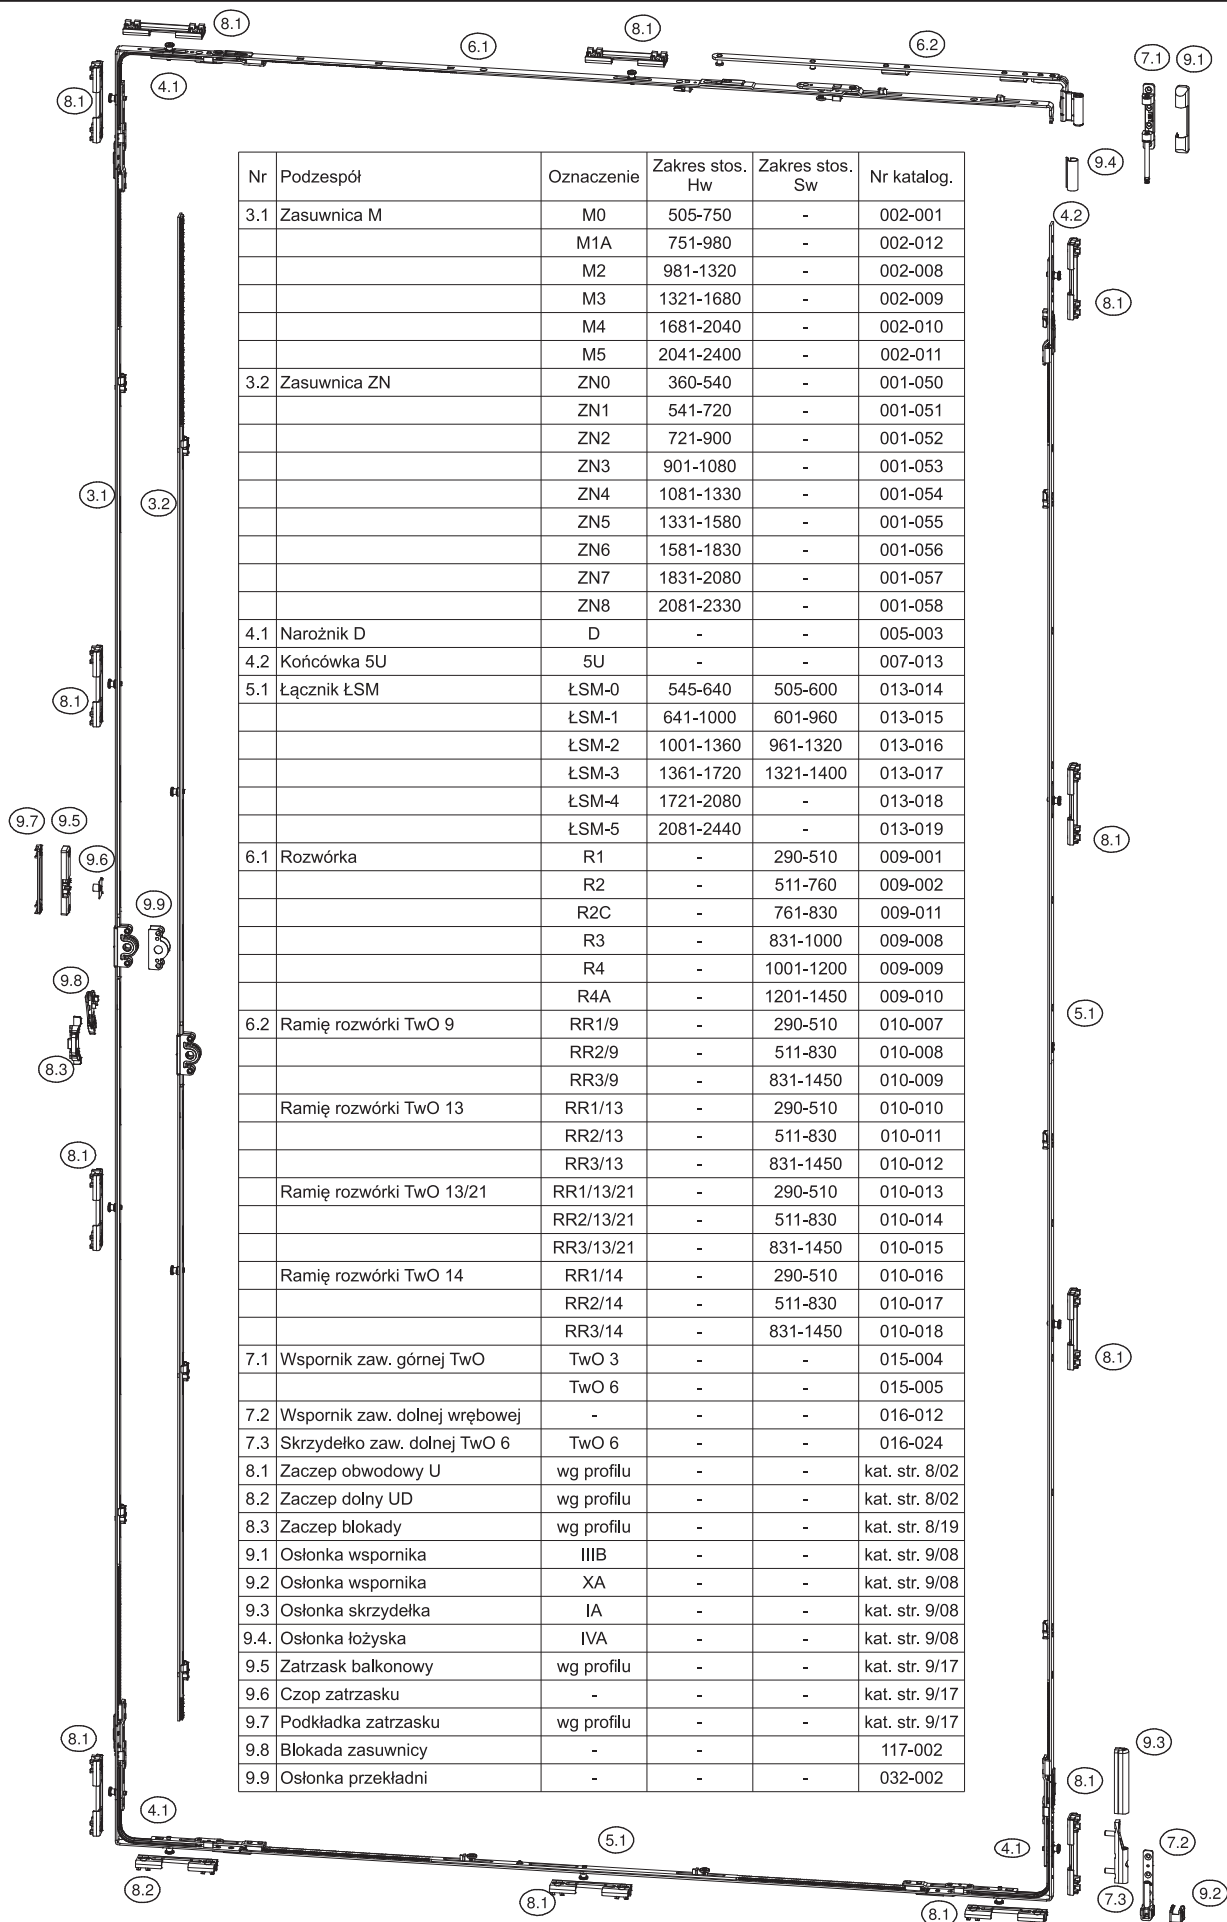 8.1
8.1
6.1
6.2
7.1
9.1
4.1
8.1
9.4
4.2
8.1
Nr Podzespół Oznaczenie Zakres stos. Hw Zakres stos. Sw Nr katalog.
3.1 Zasuwnica M M0 505-750 - 002-001
M1A 751-980 - 002-012
M2 981-1320 - 002-008
M3 1321-1680 - 002-009
M4 1681-2040 - 002-010
M5 2041-2400 - 002-011
3.2 Zasuwnica ZN ZN0 360-540 - 001-050
ZN1 541-720 - 001-051
ZN2 721-900 - 001-052
ZN3 901-1080 - 001-053
ZN4 1081-1330 - 001-054
ZN5 1331-1580 - 001-055
ZN6 1581-1830 - 001-056
ZN7 1831-2080 - 001-057
ZN8 2081-2330 - 001-058
4.1 Narożnik D D - - 005-003
4.2 Końcówka 5U 5U - - 007-013
5.1 Łącznik ŁSM ŁSM-0 545-640 505-600 013-014
ŁSM-1 641-1000 601-960 013-015
ŁSM-2 1001-1360 961-1320 013-016
ŁSM-3 1361-1720 1321-1400 013-017
ŁSM-4 1721-2080 - 013-018
ŁSM-5 2081-2440 - 013-019
6.1 Rozwórka R1 - 290-510 009-001
R2 - 511-760 009-002
R2C - 761-830 009-011
R3 - 831-1000 009-008
R4 - 1001-1200 009-009
R4A - 1201-1450 009-010
6.2 Ramię rozwórki TwO 9 RR1/9 - 290-510 010-007
RR2/9 - 511-830 010-008
RR3/9 - 831-1450 010-009
Ramię rozwórki TwO 13 RR1/13 - 290-510 010-010
RR2/13 - 511-830 010-011
RR3/13 - 831-1450 010-012
Ramię rozwórki TwO 13/21 RR1/13/21 - 290-510 010-013
RR2/13/21 - 511-830 010-014
RR3/13/21 - 831-1450 010-015
Ramię rozwórki TwO 14 RR1/14 - 290-510 010-016
RR2/14 - 511-830 010-017
RR3/14 - 831-1450 010-018
7.1 Wspornik zaw. górnej TwO TwO 3 - - 015-004
TwO 6 - - 015-005
7.2 Wspornik zaw. dolnej wrębowej - - - 016-012
7.3 Skrzydełko zaw. dolnej TwO 6 TwO 6 - - 016-024
8.1 Zaczep obwodowy U wg profilu - - kat. str. 8/02
8.2 Zaczep dolny UD wg profilu - - kat. str. 8/02
8.3 Zaczep blokady wg profilu - - kat. str. 8/19
9.1 Osłonka wspornika IIIB - - kat. str. 9/08
9.2 Osłonka wspornika XA - - kat. str. 9/08
9.3 Osłonka skrzydełka IA - - kat. str. 9/08
9.4. Osłonka łożyska IVA - - kat. str. 9/08
9.5 Zatrzask balkonowy wg profilu - - kat. str. 9/17
9.6 Czop zatrzasku - - - kat. str. 9/17
9.7 Podkładka zatrzasku wg profilu - - kat. str. 9/17
9.8 Blokada zasuwnicy - - - 117-002
9.9 Osłonka przekładni - - - 032-002
3.1
3.2
8.1
9.7
9.5
9.6
9.9
9.8
8.3
8.1
8.1
5.1
8.1
8.1
4.1
8.2
5.1
8.1
4.1
8.1
8.1
9.3
7.2
7.3
9.2